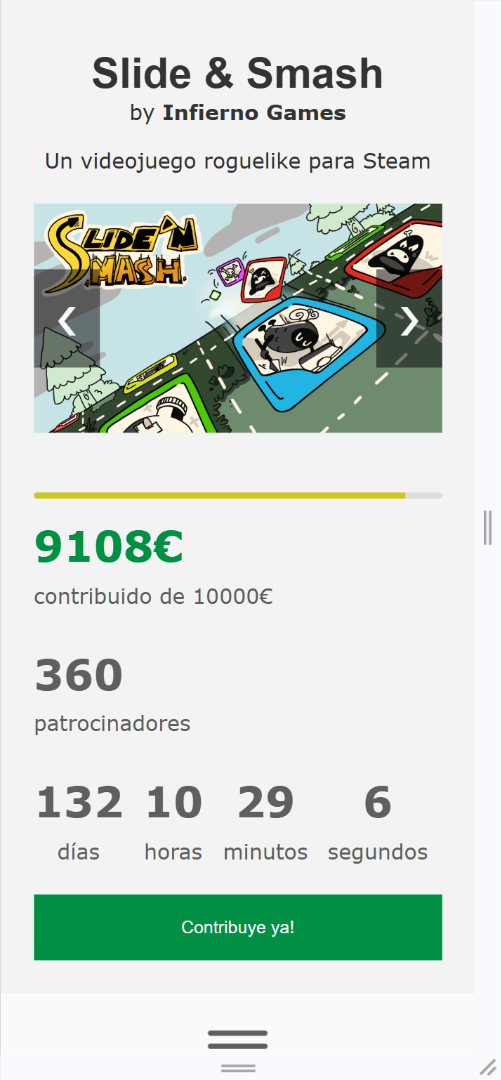 Slide & Smash
by Infierno Games
Un videojuego roguelike para Steam
SLIDE'N
SMASH
9108€
contribuido de 10000€
360
patrocinadores
132 10 29 6
días horas minutos segundos
Contribuye ya!